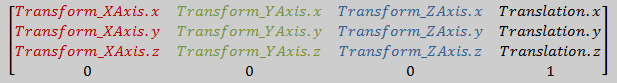 Transform_XAxis.x Transform_YAxis.x Transform_ZAxis.x Translation.x
Transform_XAxis.y Transform_YAxis.y Transform_ZAxis.y Translation.y
Transform_XAxis.z Transform_YAxis.z Transform_ZAxis.z Translation.z
0 0 0 1